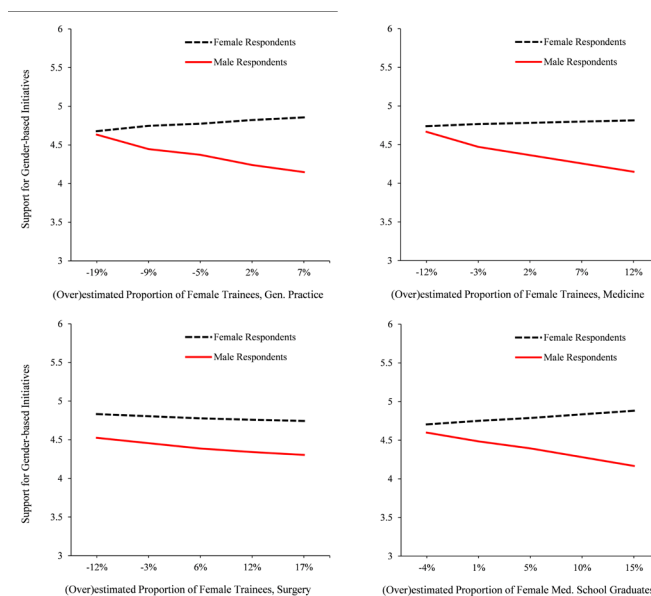 6
5.5
5
4.5
4
3.5
3
Support for Gender-based Initiatives
Female Respondents
Male Respondents
-19% -9% -5% 2% 7%
(Over)estimated Proportion of Female Trainees, Gen. Practice
6
5.5
5
4.5
4
3.5
3
Female Respondents
Male Respondents
-12% -3% 2% 7% 12%
(Over)estimated Proportion of Female Trainees, Medicine
6
5.5
5
4.5
4
3.5
3
Support for Gender-based Initiatives
Female Respondents
Male Respondents
-12% -3% 6% 12% 17%
(Over)estimated Proportion of Female Trainees, Surgery
6
5.5
5
4.5
4
3.5
3
Female Respondents
Male Respondents
-4% 1% 5% 10% 15%
(Over)estimated Proportion of Female Med. School Graduates